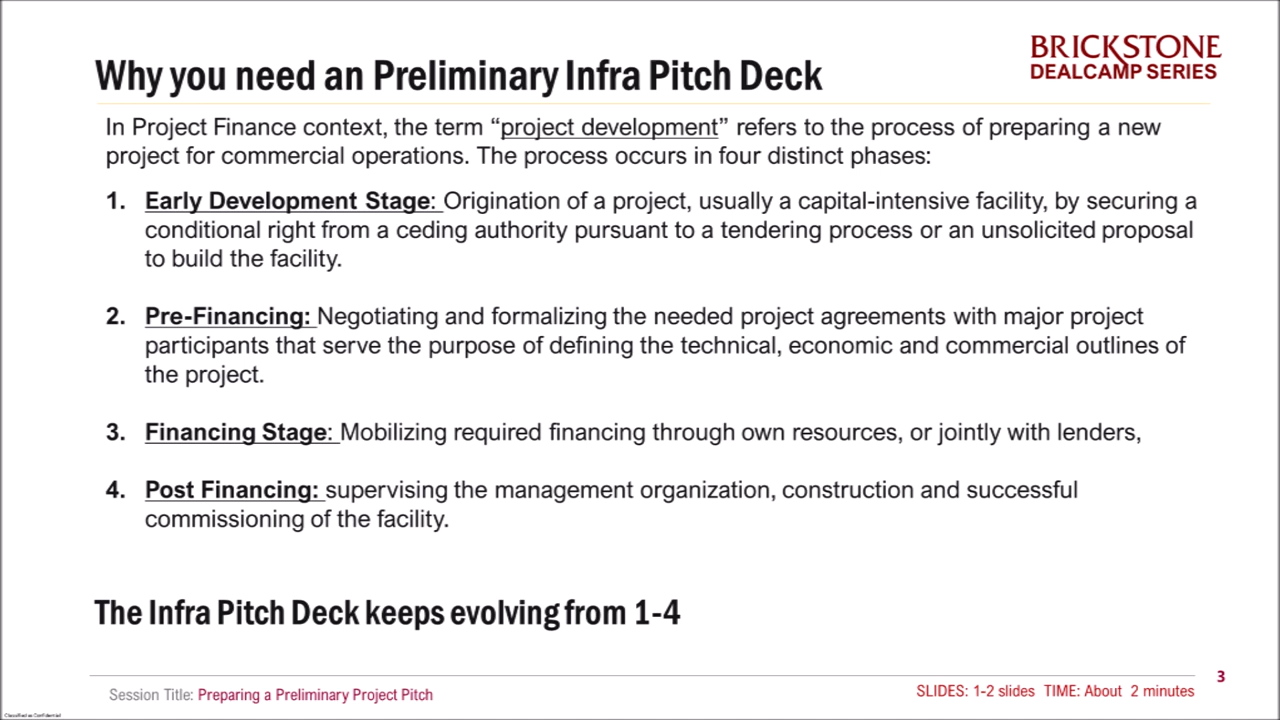 BRICKSTONE
DEALCAMP SERIES
Why you need an Preliminary Infra Pitch Deck
In Project Finance context, the term “project development” refers to the process of preparing a new
project for commercial operations. The process occurs in four distinct phases:
1. Early Development Stage: Origination of a project, usually a capital-intensive facility, by securing a
conditional right from a ceding authority pursuant to a tendering process or an unsolicited proposal
to build the facility.
2. Pre-Financing: Negotiating and formalizing the needed project agreements with major project
participants that serve the purpose of defining the technical, economic and commercial outlines of
the project.
3. Financing Stage: Mobilizing required financing through own resources, or jointly with lenders,
4. Post Financing: supervising the management organization, construction and successful
commissioning of the facility.
The Infra Pitch Deck keeps evolving from 1-4
3
Session Title: Preparing a Preliminary Project Pitch
SLIDES: 1-2 slides TIME: About 2 minutes
Classified as Confidential